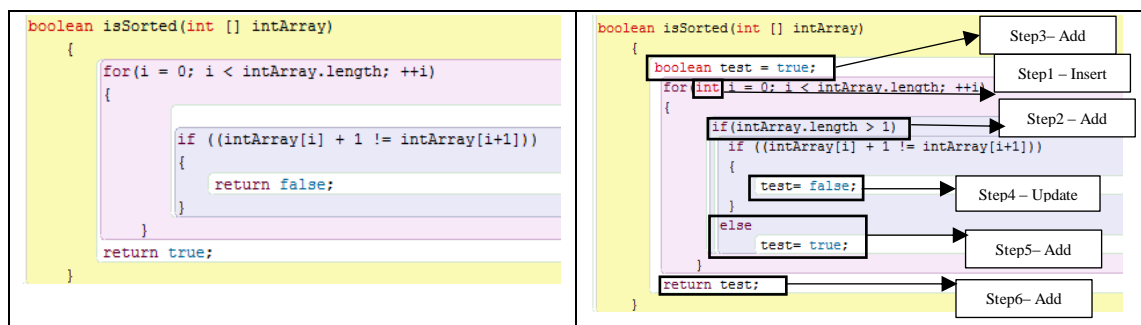 boolean isSorted(int [] intArray)
{
for(i = 0; i < intArray.length; ++i)
{
if ((intArray[i] + 1 != intArray[i+1]))
{
return false;
}
}
return true;
}
boolean isSorted(int [] intArray)
{
boolean test = true;
for(int i = 0; i < intArray.length; ++i)
{
if(intArray.length > 1)
if ((intArray[i] + 1 != intArray[i+1]))
{
test= false;
}
else
test= true;
}
return test;
}
Step3– Add
Step1 – Insert
Step2 – Add
Step4 – Update
Step5– Add
Step6– Add